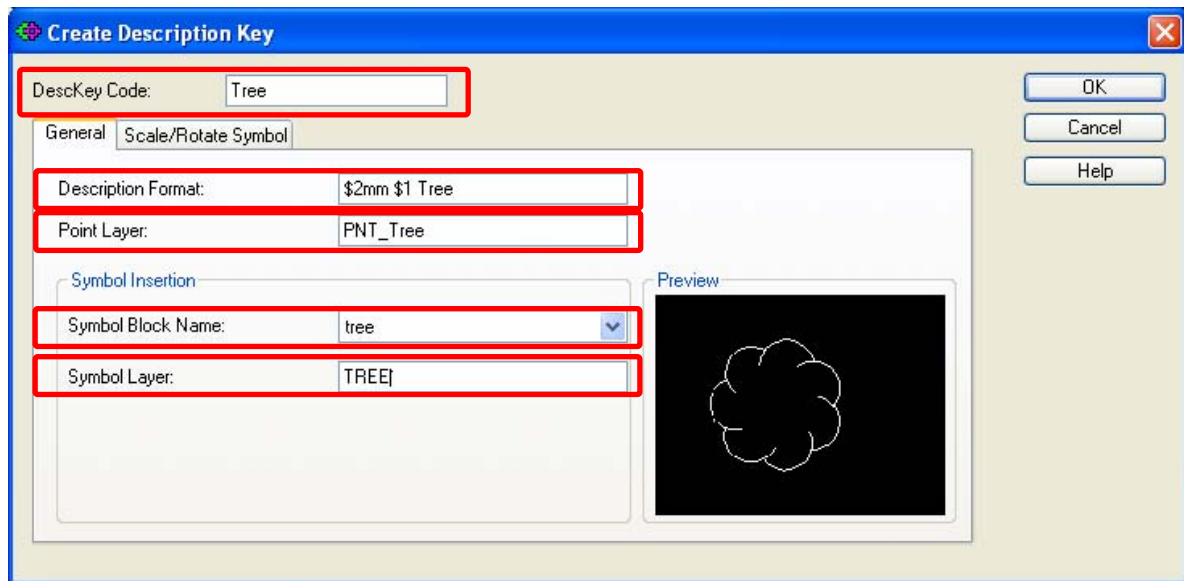 Create Description Key
DescKey Code: Tree
OK
General Scale/Rotate Symbol
Cancel
Description Format: $2mm $1 Tree
Help
Point Layer: PNT_Tree
Symbol Insertion
Preview
Symbol Block Name: tree
Symbol Layer: TREE